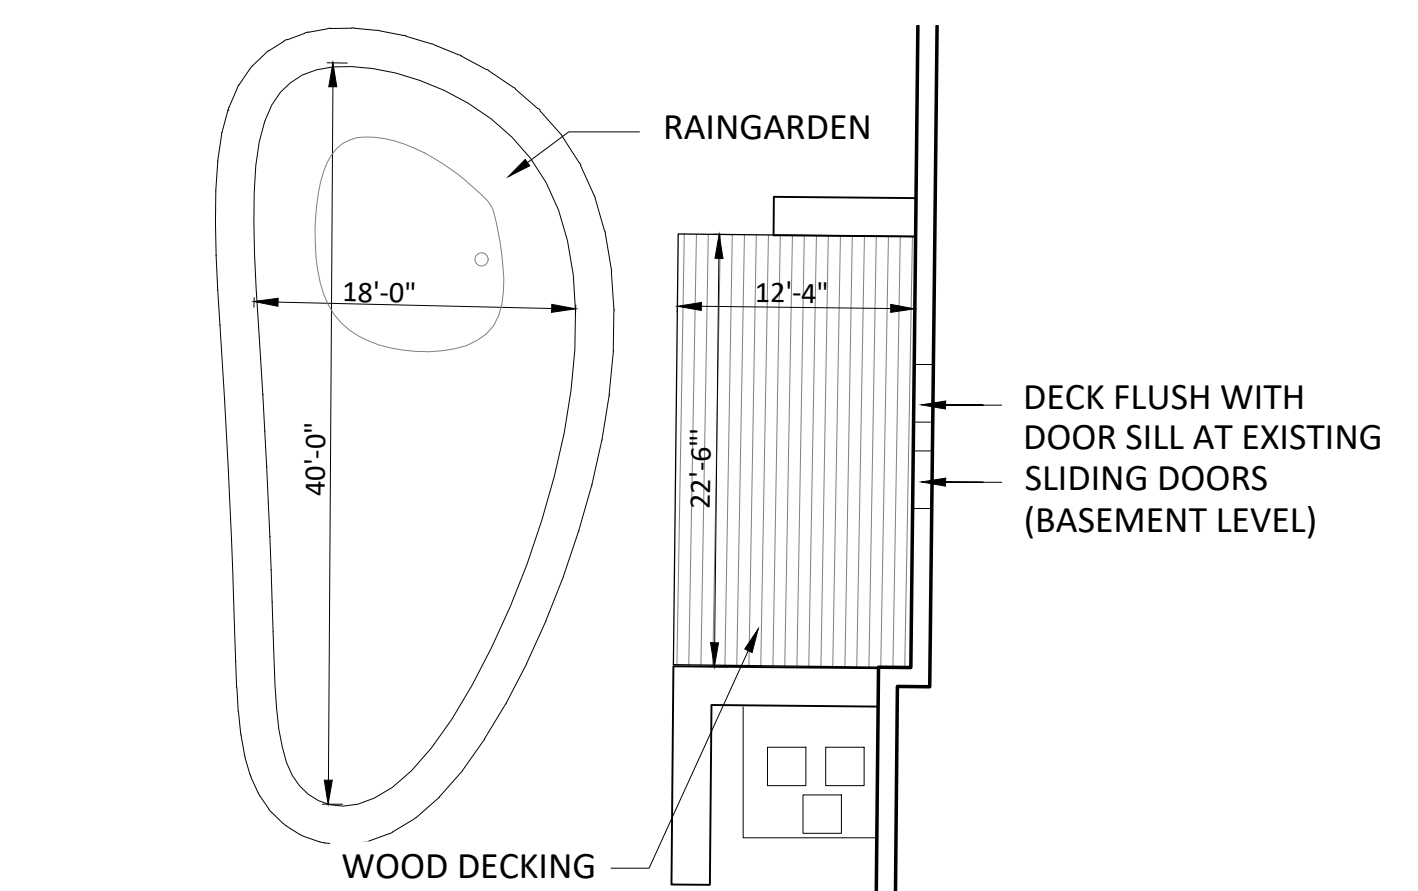 RAINGARDEN
18'-0"
12'-4"
40'-0"
22'-6"'
DECK FLUSH WITH
DOOR SILL AT EXISTING
SLIDING DOORS
(BASEMENT LEVEL)
WOOD DECKING